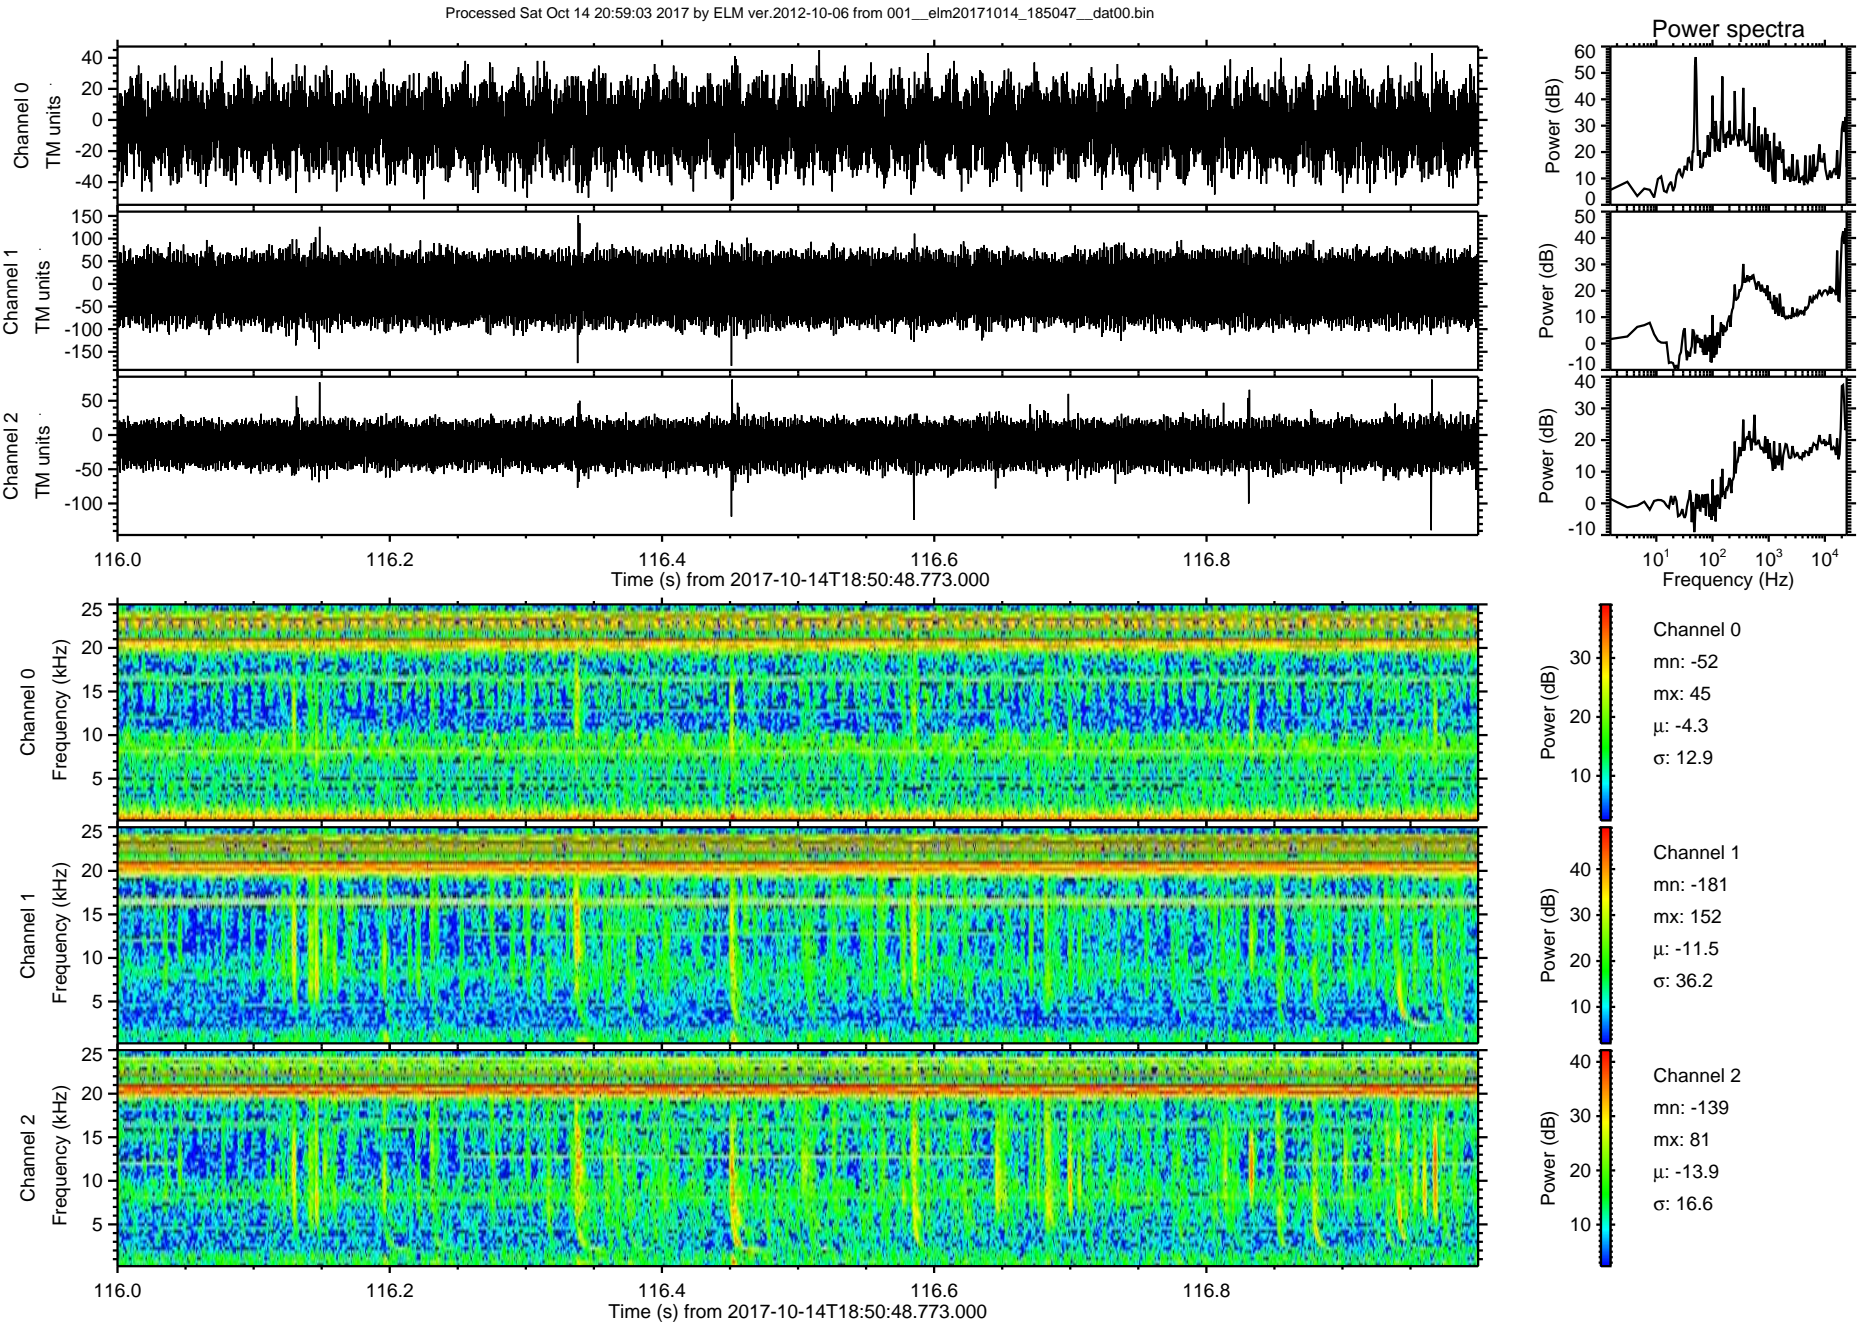 Processed Sat Oct 14 20:59:03 2017 by ELM ver.2012-10-06 from 001__elm20171014_185047__dat00.bin
Power spectra
Channel 0
TM units
40
20
0
-20
-40
Power (dB)
60
50
40
30
20
10
0
Channel 1
TM units
150
100
50
0
-50
-100
-150
Power (dB)
50
40
30
20
10
0
-10
Channel 2
TM units
50
0
-50
-100
Power (dB)
40
30
20
10
0
-10
116.0 116.2 116.4 116.6 116.8
Time (s) from 2017-10-14T18:50:48.773.000
10^1 10^2 10^3 10^4
Frequency (Hz)
Channel 0
Frequency (kHz)
25
20
15
10
5
Power (dB)
30
20
10
Channel 0
mn: -52
mx: 45
μ: -4.3
σ: 12.9
Channel 1
Frequency (kHz)
25
20
15
10
5
Power (dB)
40
30
20
10
Channel 1
mn: -181
mx: 152
μ: -11.5
σ: 36.2
Channel 2
Frequency (kHz)
25
20
15
10
5
Power (dB)
40
30
20
10
Channel 2
mn: -139
mx: 81
μ: -13.9
σ: 16.6
116.0 116.2 116.4 116.6 116.8
Time (s) from 2017-10-14T18:50:48.773.000